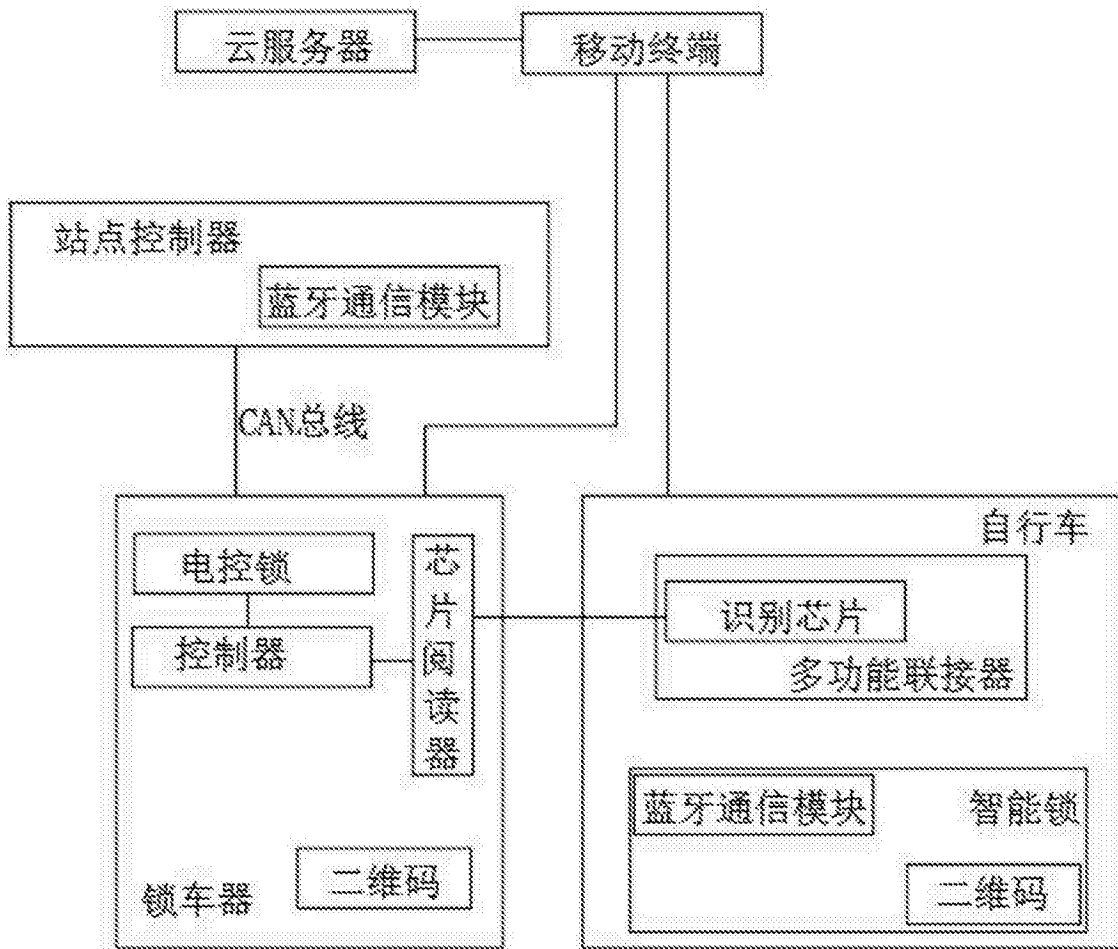 云服务器
移动终端
站点控制器
蓝牙通信模块
CAN总线
电控锁
控制器
芯片阅读器
二维码
锁车器
自行车
识别芯片
多功能联接器
蓝牙通信模块
智能锁
二维码